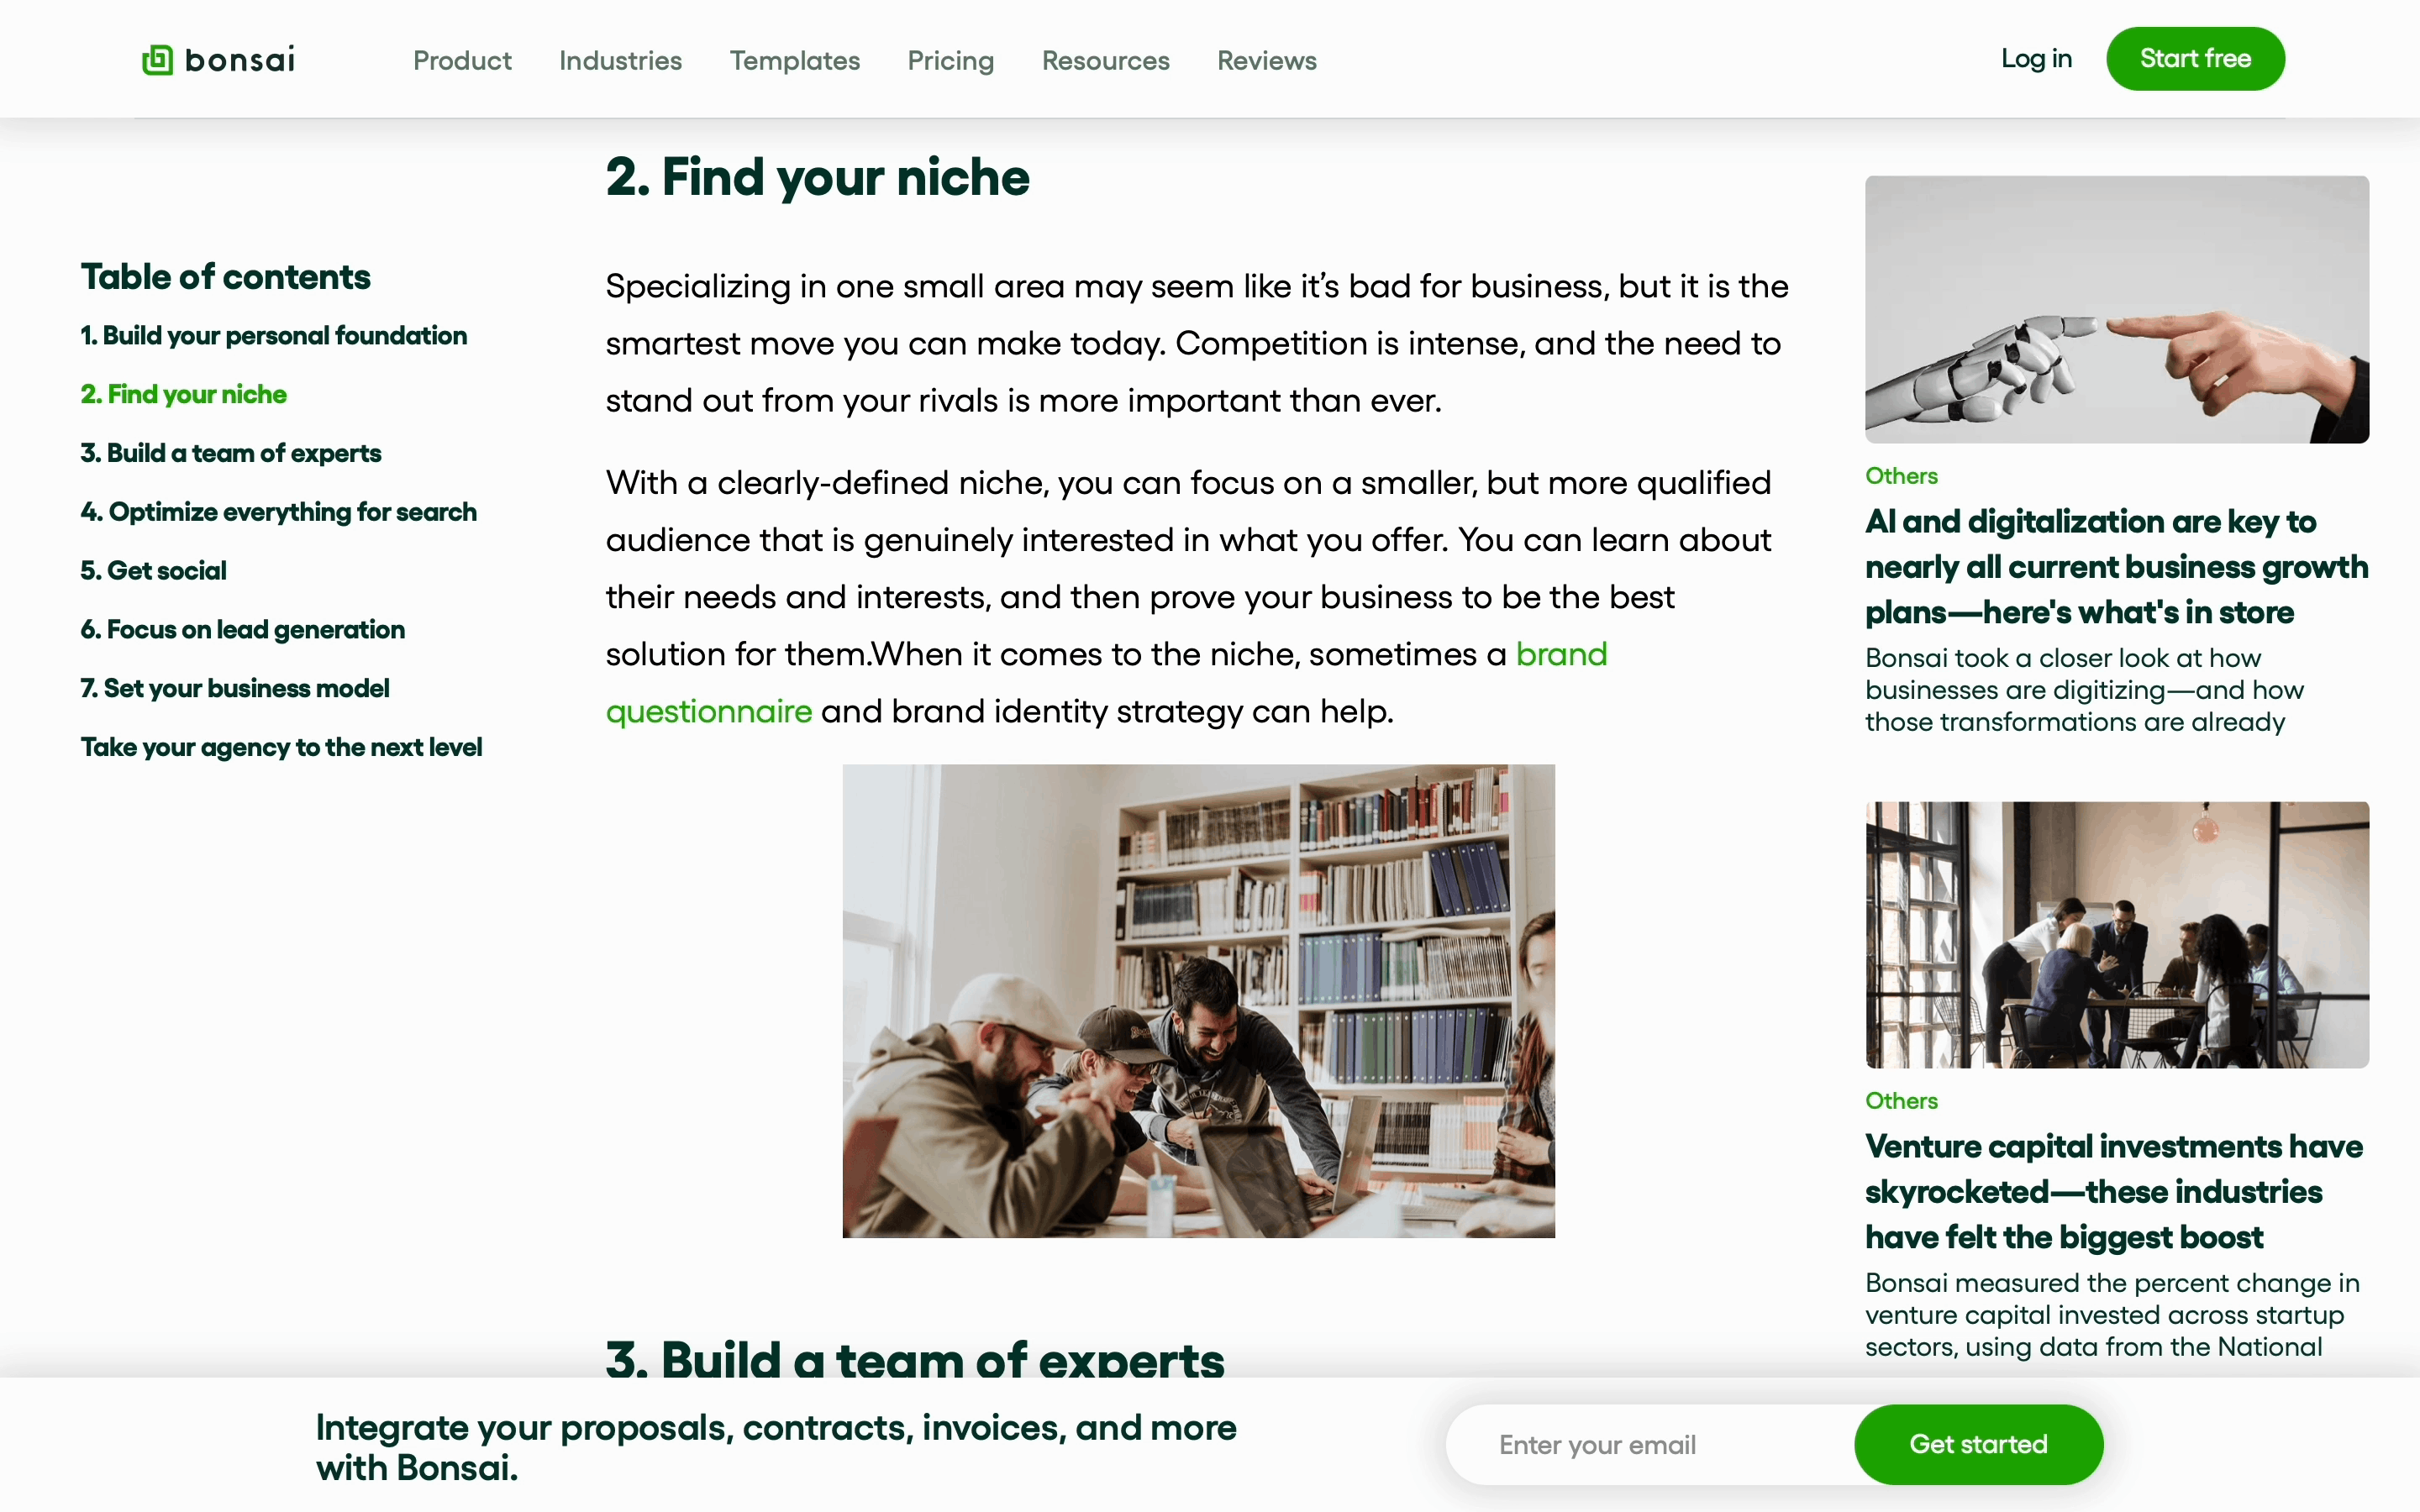 bonsai
Product
Industries
Templates
Pricing
Resources
Reviews
Log in
Start free
Table of contents
1. Build your personal foundation
2. Find your niche
3. Build a team of experts
4. Optimize everything for search
5. Get social
6. Focus on lead generation
7. Set your business model
Take your agency to the next level
2. Find your niche
Specializing in one small area may seem like it’s bad for business, but it is the
smartest move you can make today. Competition is intense, and the need to
stand out from your rivals is more important than ever.
With a clearly-defined niche, you can focus on a smaller, but more qualified
audience that is genuinely interested in what you offer. You can learn about
their needs and interests, and then prove your business to be the best
solution for them.When it comes to the niche, sometimes a brand
questionnaire and brand identity strategy can help.
3. Build a team of experts
Others
AI and digitalization are key to
nearly all current business growth
plans—here's what's in store
Bonsai took a closer look at how
businesses are digitizing—and how
those transformations are already
Others
Venture capital investments have
skyrocketed—these industries
have felt the biggest boost
Bonsai measured the percent change in
venture capital invested across startup
sectors, using data from the National
Integrate your proposals, contracts, invoices, and more
with Bonsai.
Enter your email
Get started